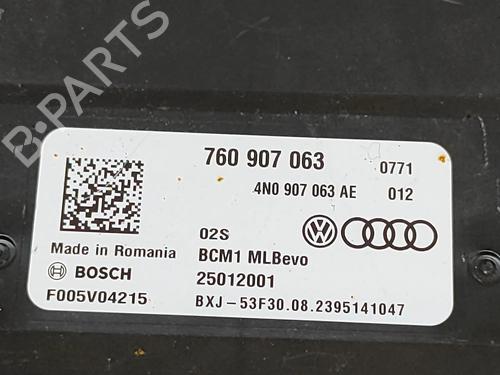 B-PARTS
760 907 063
0771
4N0 907 063 AE
012
02S
Made in Romania
BCM1 MLBevo
BOSCH
25012001
F005V04215
BXJ-53F30.08.2395141047